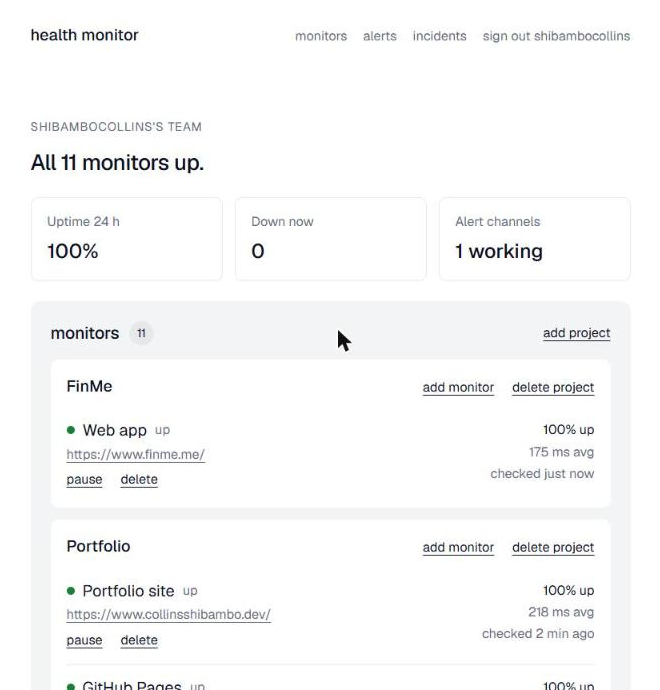 health monitor
monitors alerts incidents sign out shibambocollins
SHIBAMBOCOLLINS'S TEAM
All 11 monitors up.
Uptime 24 h
100%
Down now
0
Alert channels
1 working
monitors 11
add project
FinMe
add monitor delete project
Web app up
https://www.finme.me/
pause delete
100% up
175 ms avg
checked just now
Portfolio
add monitor delete project
Portfolio site up
https://www.collinsshibambo.dev/
pause delete
100% up
218 ms avg
checked 2 min ago
GitHub Pages up
100% up